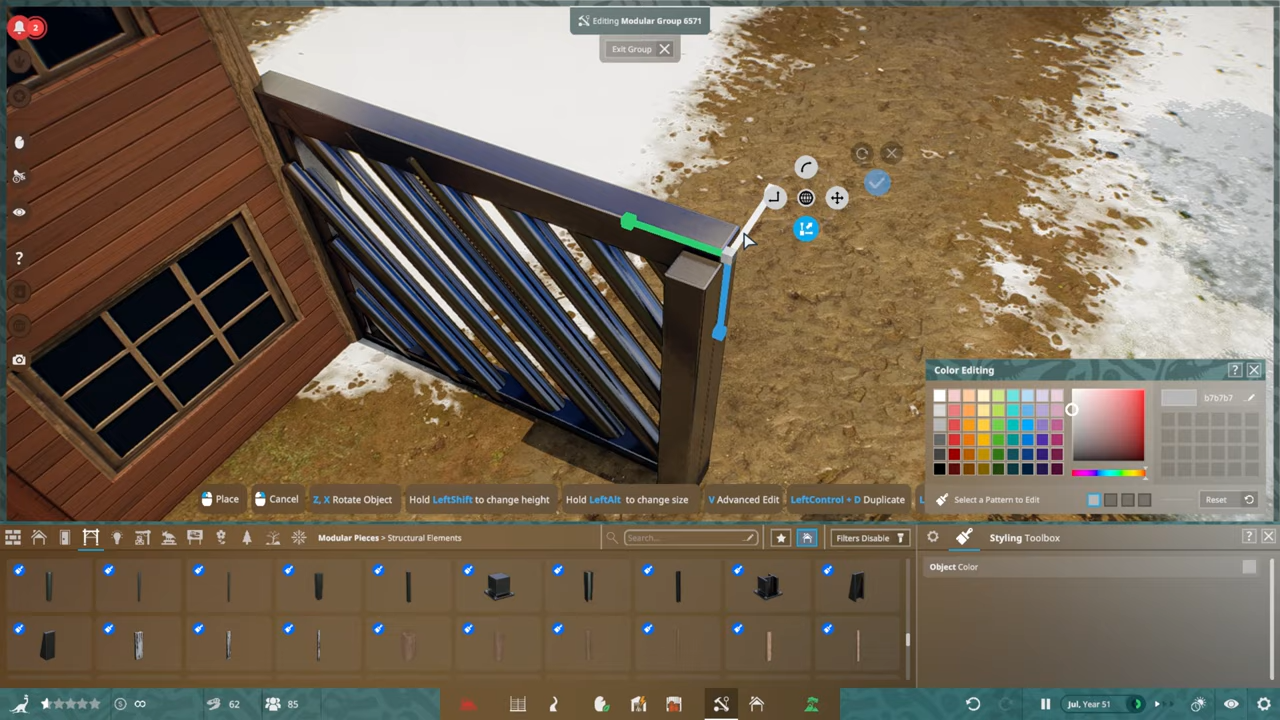 2
Editing Modular Group 6571
Exit Group
Color Editing
?
b7b7b7
Select a Pattern to Edit
Reset
Place
Cancel
Z, X Rotate Object
Hold LeftShift to change height
Hold LeftAlt to change size
V Advanced Edit
LeftControl + D Duplicate
L
?
Modular Pieces > Structural Elements
Search...
Filters Disable
Styling Toolbox
?
Object Color
62
85
Jul, Year 51